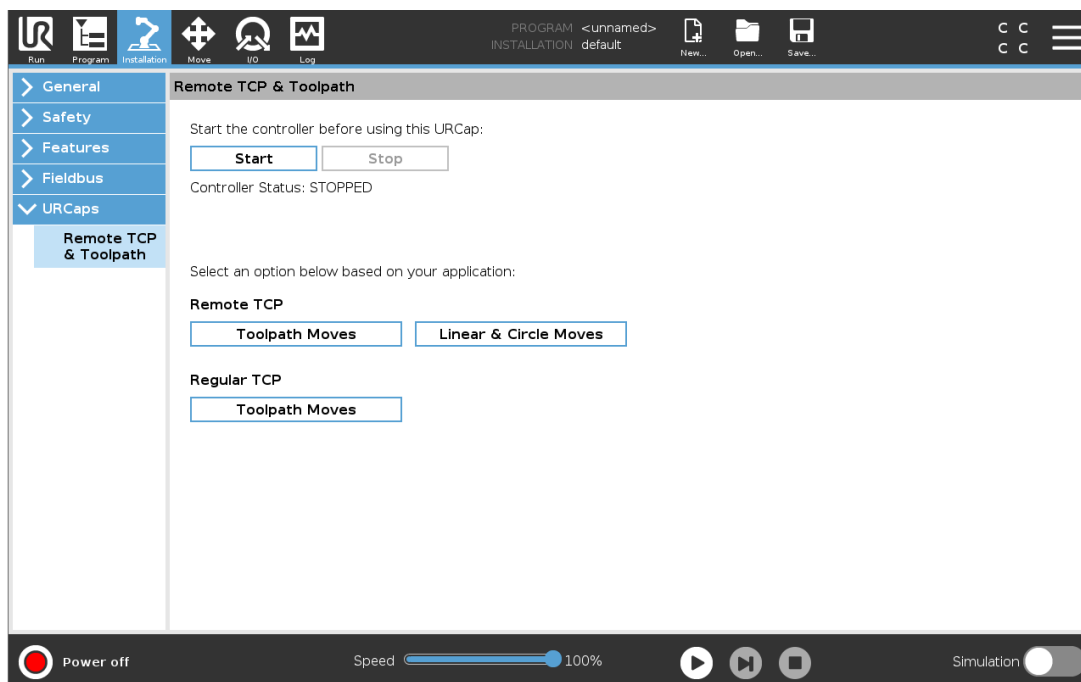 PROGRAM <unnamed>
INSTALLATION default
C C
C C
Run Program Installation Move I/O Log New... Open... Save...
General
Safety
Features
Fieldbus
URCaps
Remote TCP
& Toolpath
Remote TCP & Toolpath
Start the controller before using this URCap:
Start Stop
Controller Status: STOPPED
Select an option below based on your application:
Remote TCP
Toolpath Moves Linear & Circle Moves
Regular TCP
Toolpath Moves
Power off Speed 100% Simulation